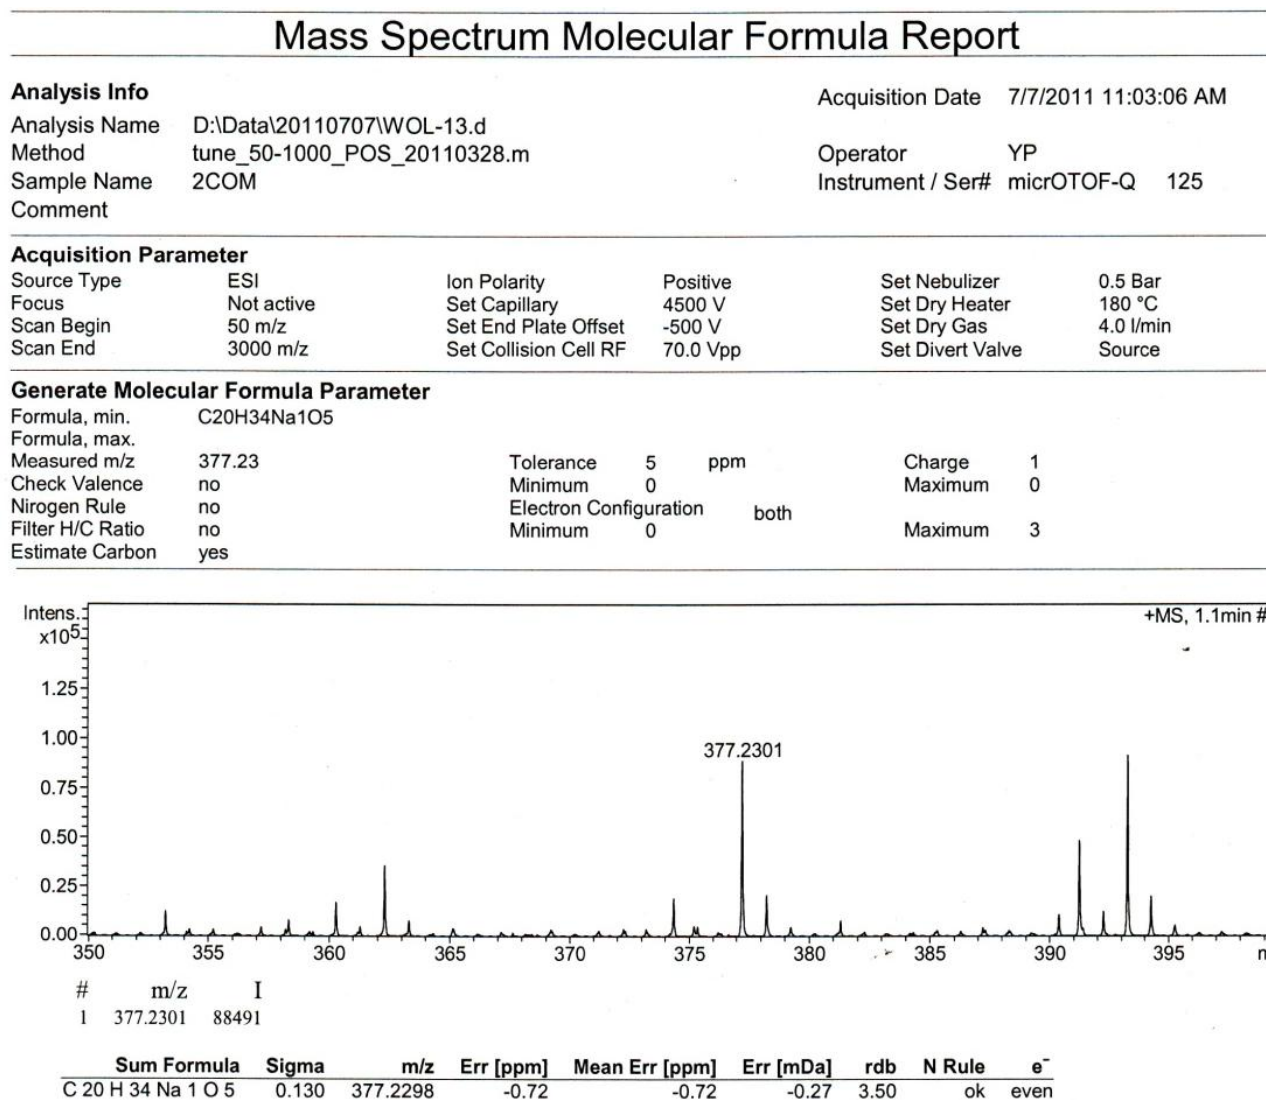 Mass Spectrum Molecular Formula Report
Analysis Info
Acquisition Date 7/7/2011 11:03:06 AM
Analysis Name D:\Data\20110707\WOL-13.d
Method tune_50-1000_POS_20110328.m Operator YP
Sample Name 2COM Instrument / Ser# micrOTOF-Q 125
Comment
Acquisition Parameter
Source Type ESI Ion Polarity Positive Set Nebulizer 0.5 Bar
Focus Not active Set Capillary 4500 V Set Dry Heater 180 °C
Scan Begin 50 m/z Set End Plate Offset -500 V Set Dry Gas 4.0 l/min
Scan End 3000 m/z Set Collision Cell RF 70.0 Vpp Set Divert Valve Source
Generate Molecular Formula Parameter
Formula, min. C20H34Na1O5
Formula, max.
Measured m/z 377.23 Tolerance 5 ppm Charge 1
Check Valence no Minimum 0 Maximum 0
Nirogen Rule no Electron Configuration both
Filter H/C Ratio no Minimum 0 Maximum 3
Estimate Carbon yes
Intens. +MS, 1.1min #
x10^5
1.25
1.00
377.2301
0.75
0.50
0.25
0.00
350 355 360 365 370 375 380 385 390 395
# m/z I
1 377.2301 88491
Sum Formula Sigma m/z Err [ppm] Mean Err [ppm] Err [mDa] rdb N Rule e⁻
C 20 H 34 Na 1 O 5 0.130 377.2298 -0.72 -0.72 -0.27 3.50 ok even